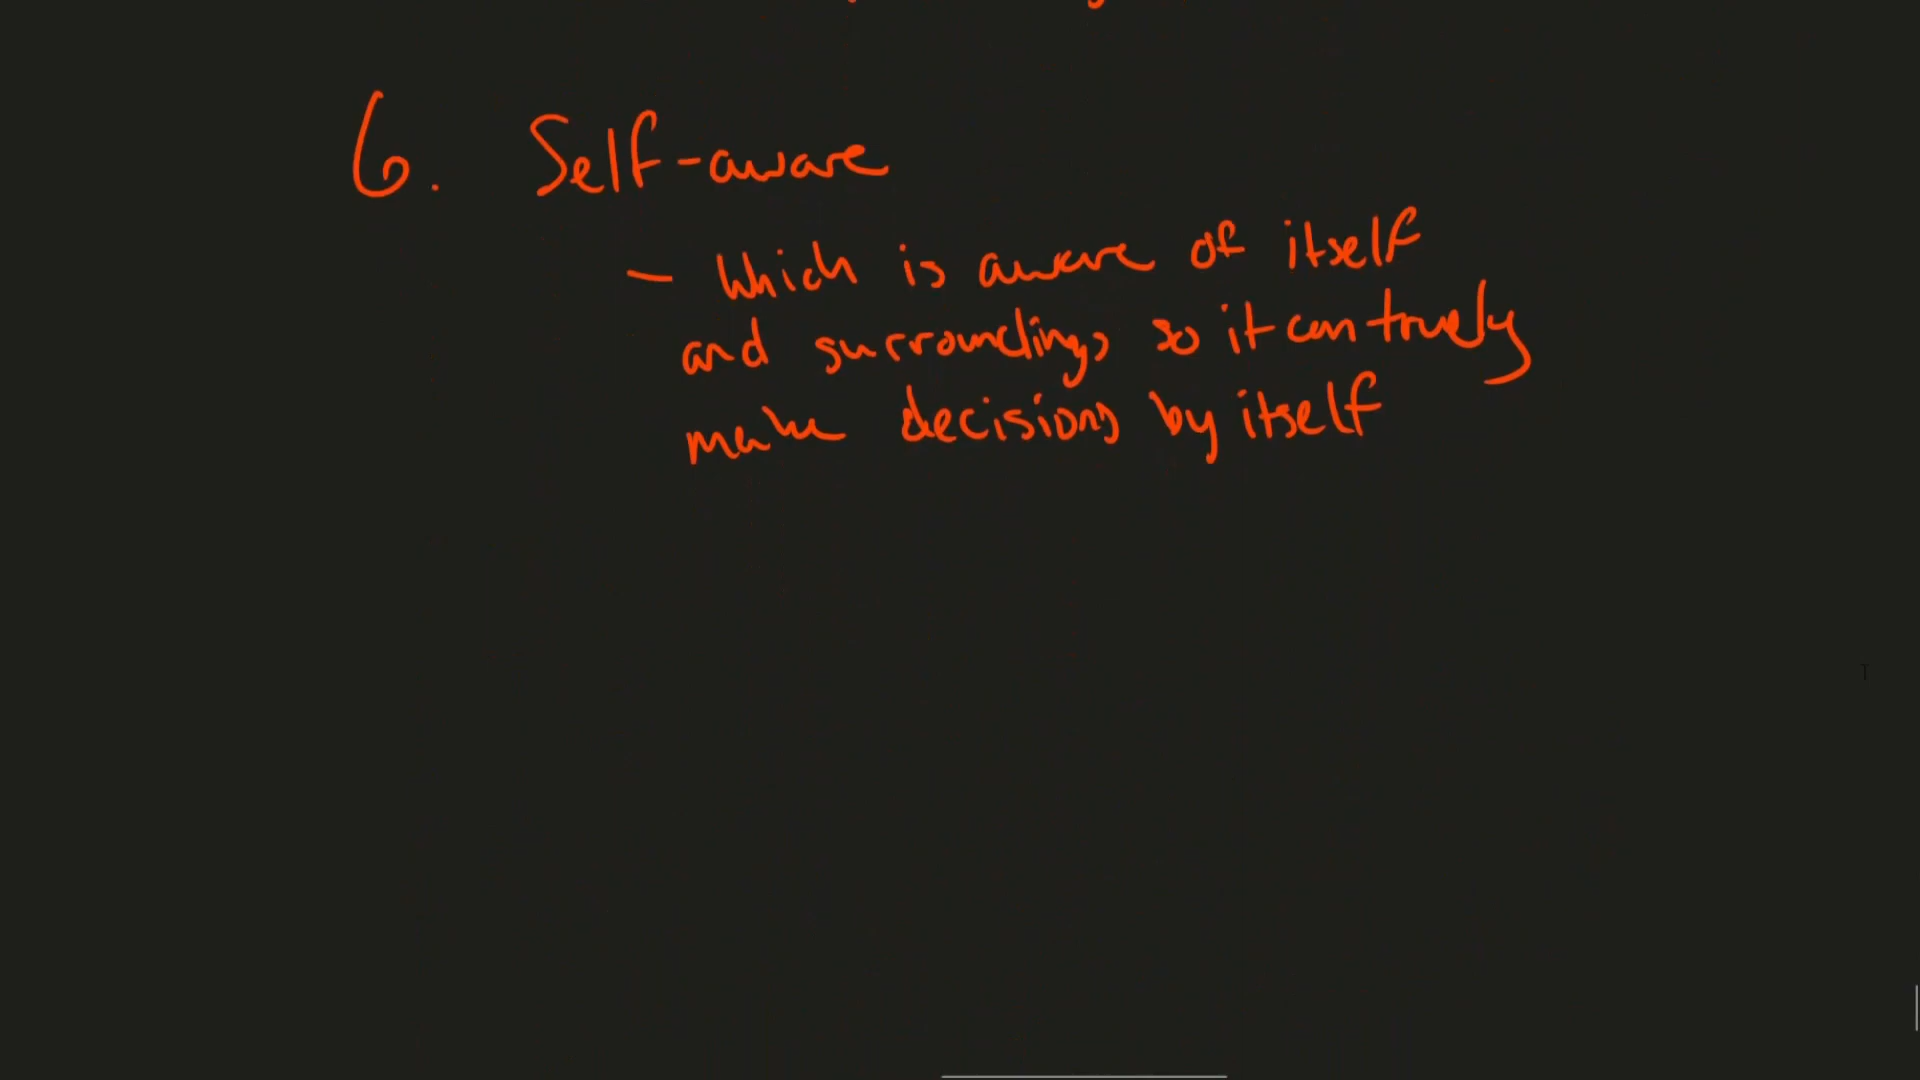 6. Self-aware
- Which is aware of itself
and surroundings so it can truely
make decisions by itself